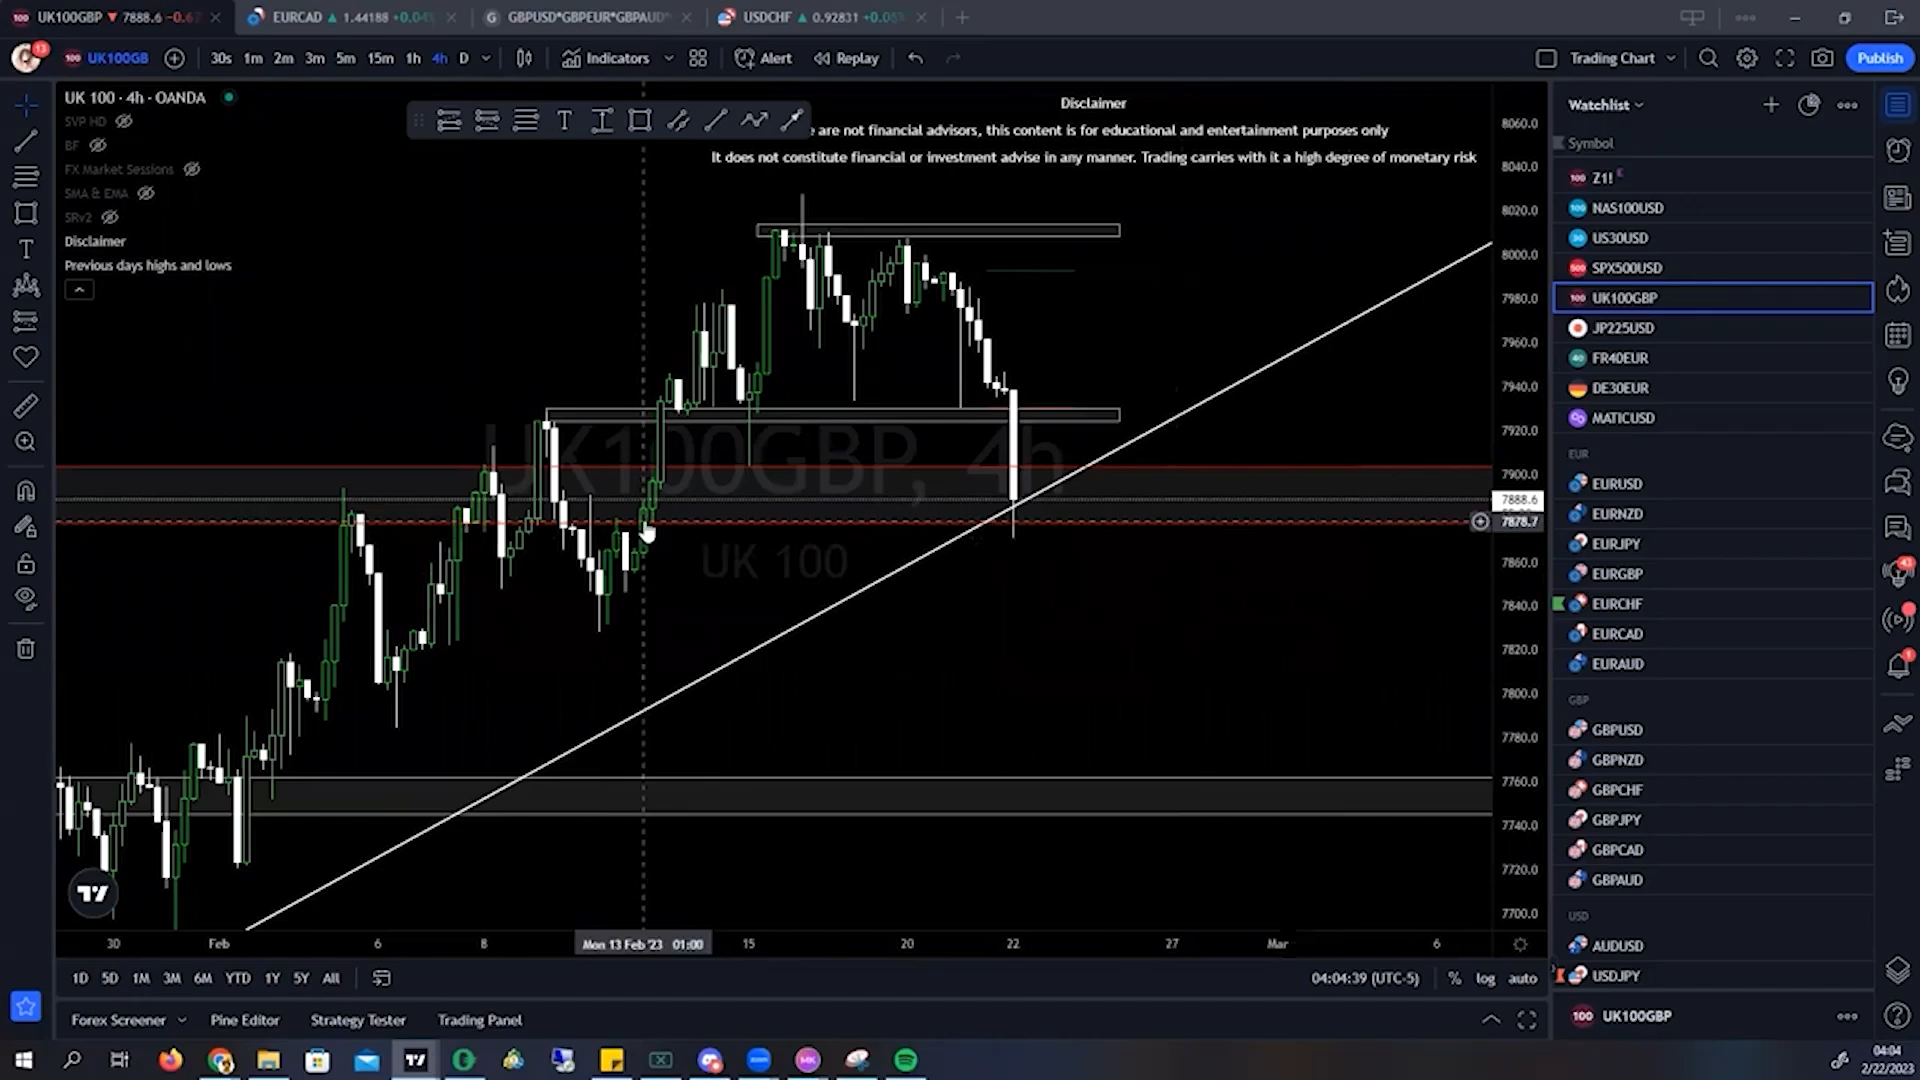 UK100GBP ▼ 7888.6 −0.6
EURCAD ▲ 1.44188 +0.04%
GBPUSD*GBPEUR*GBPAUD*
USDCHF ▲ 0.92831 +0.05%
13
UK100GB
30s 1m 2m 3m 5m 15m 1h 4h D
Indicators
Alert
Replay
Trading Chart
Publish
UK 100 · 4h · OANDA
SVP HD
BF
FX Market Sessions
SMA & EMA
SRv2
Disclaimer
Previous days highs and lows
Disclaimer
e are not financial advisors, this content is for educational and entertainment purposes only
It does not constitute financial or investment advise in any manner. Trading carries with it a high degree of monetary risk
UK100GBP, 4h
UK 100
8060.0
8040.0
8020.0
8000.0
7980.0
7960.0
7940.0
7920.0
7900.0
7888.6
7878.7
7860.0
7840.0
7820.0
7800.0
7780.0
7760.0
7740.0
7720.0
7700.0
30 Feb 6 8 Mon 13 Feb '23 01:00 15 20 22 27 Mar 6
1D 5D 1M 3M 6M YTD 1Y 5Y All
04:04:39 (UTC-5) % log auto
Forex Screener
Pine Editor
Strategy Tester
Trading Panel
Watchlist
Symbol
Z1!
NAS100USD
US30USD
SPX500USD
UK100GBP
JP225USD
FR40EUR
DE30EUR
MATICUSD
EUR
EURUSD
EURNZD
EURJPY
EURGBP
EURCHF
EURCAD
EURAUD
GBP
GBPUSD
GBPNZD
GBPCHF
GBPJPY
GBPCAD
GBPAUD
USD
AUDUSD
USDJPY
100 UK100GBP
43
1
04:04
2/22/2023